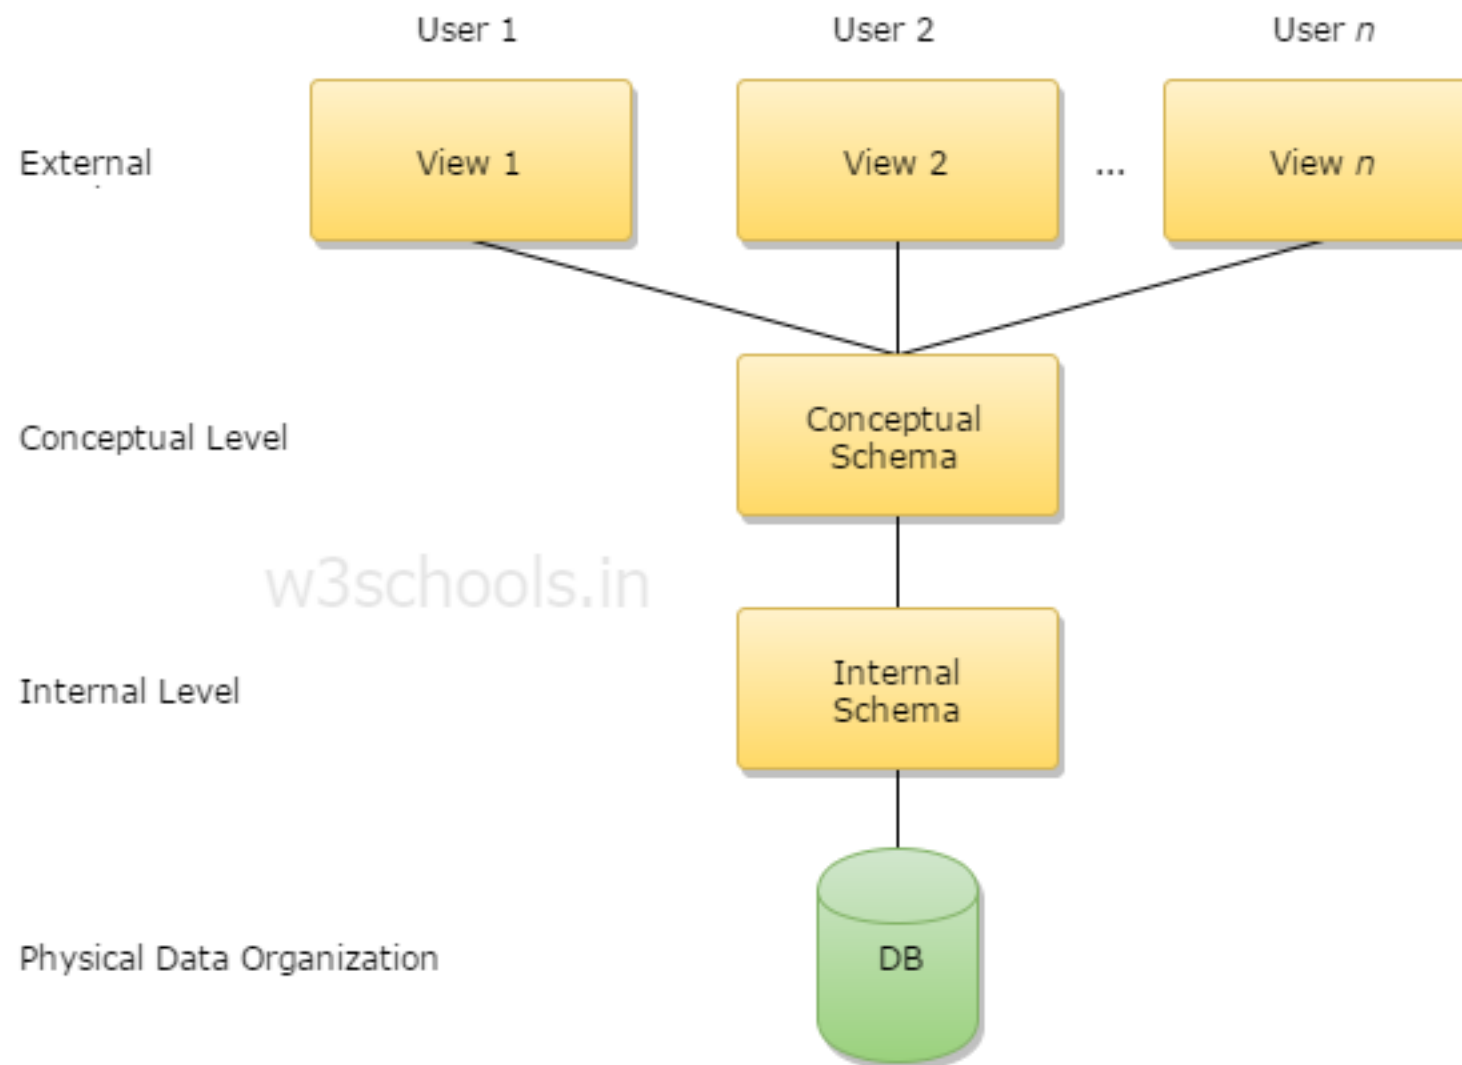 User 1
User 2
User n
External
View 1
View 2
...
View n
Conceptual Level
Conceptual
Schema
w3schools.in
Internal Level
Internal
Schema
Physical Data Organization
DB